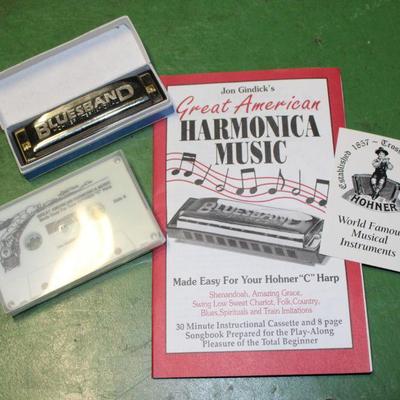 BLUESBAND
Jon Gindick's
Great American
HARMONICA
MUSIC
BLUESBAND
Made Easy For Your Hohner "C" Harp
Shenandoah, Amazing Grace,
Swing Low Sweet Chariot, Folk, Country,
Blues, Spirituals and Train Imitations
30 Minute Instructional Cassette and 8 page
Songbook Prepared for the Play-Along
Pleasure of the Total Beginner
Established 1857 ~
HOHNER
World Famous
Musical
Instruments